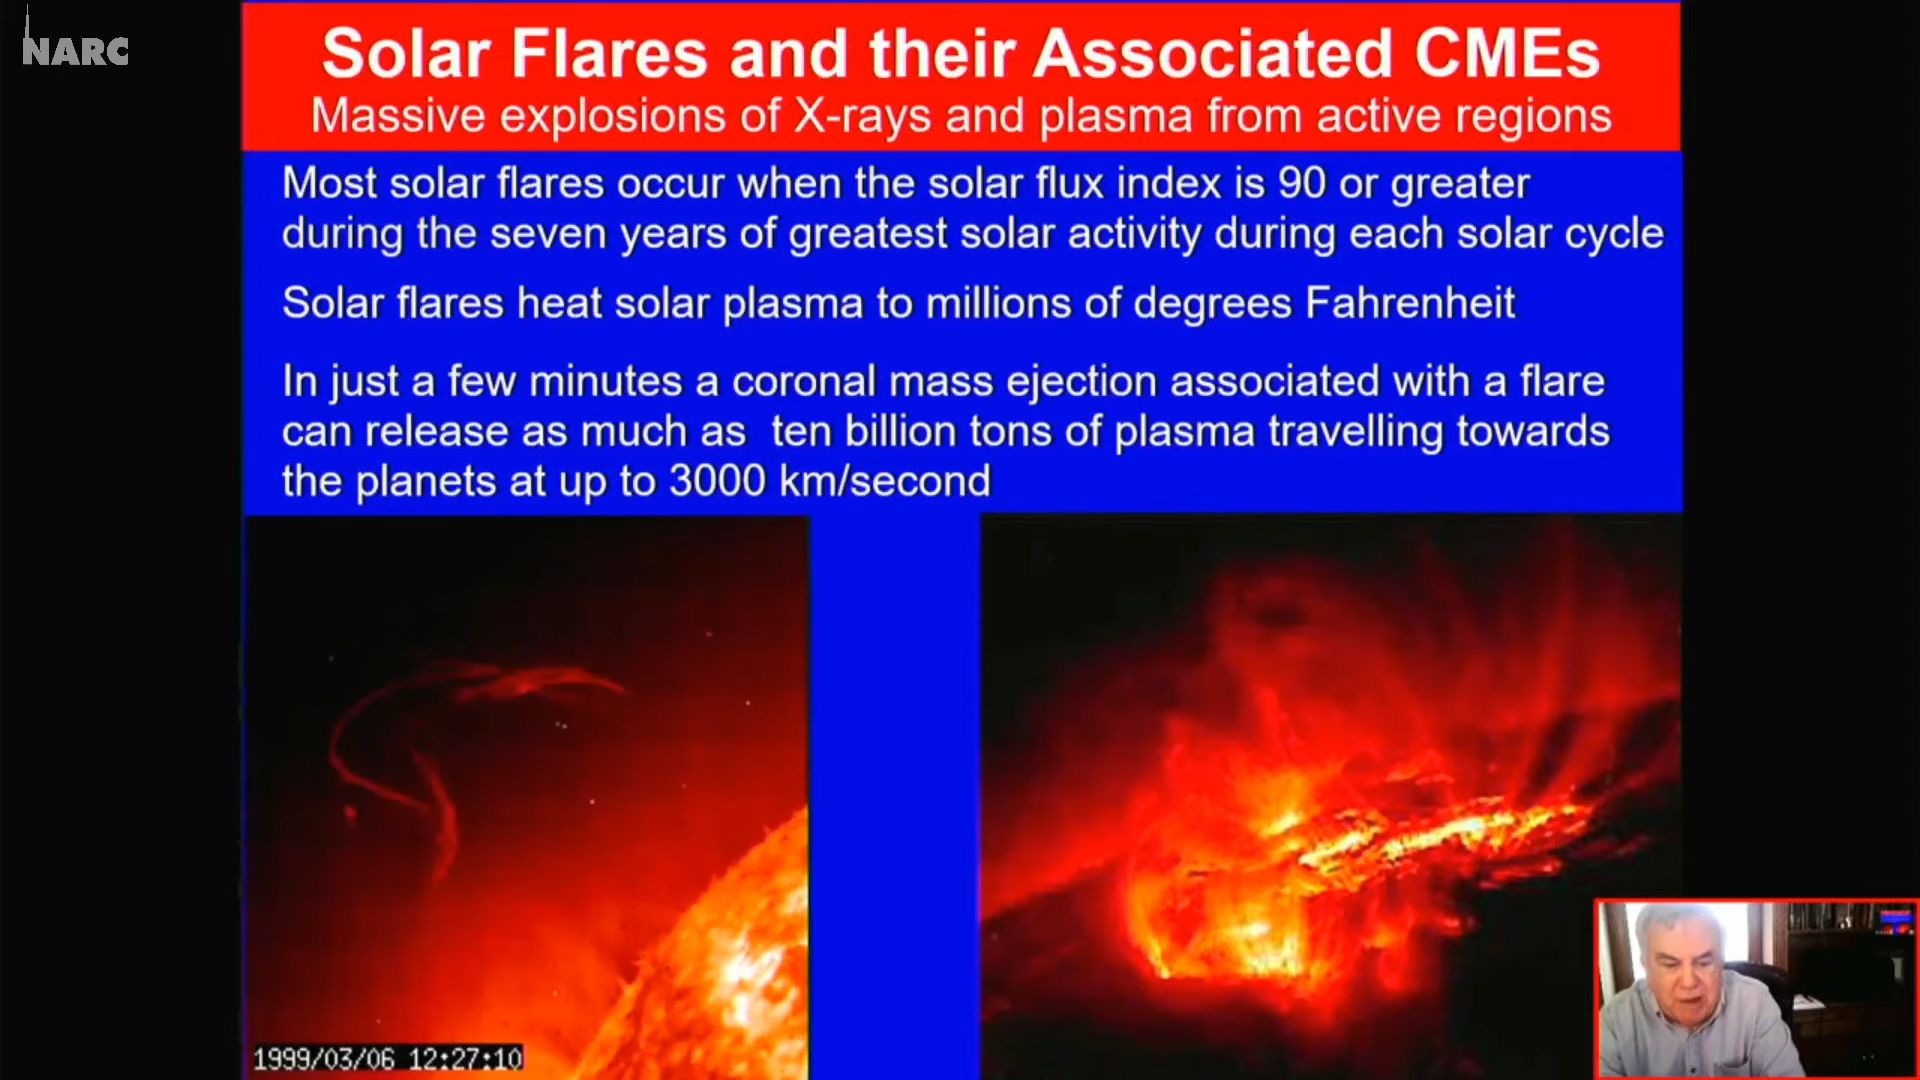 NARC
Solar Flares and their Associated CMEs
Massive explosions of X-rays and plasma from active regions
Most solar flares occur when the solar flux index is 90 or greater
during the seven years of greatest solar activity during each solar cycle
Solar flares heat solar plasma to millions of degrees Fahrenheit
In just a few minutes a coronal mass ejection associated with a flare
can release as much as  ten billion tons of plasma travelling towards
the planets at up to 3000 km/second
1999/03/06 12:27:10